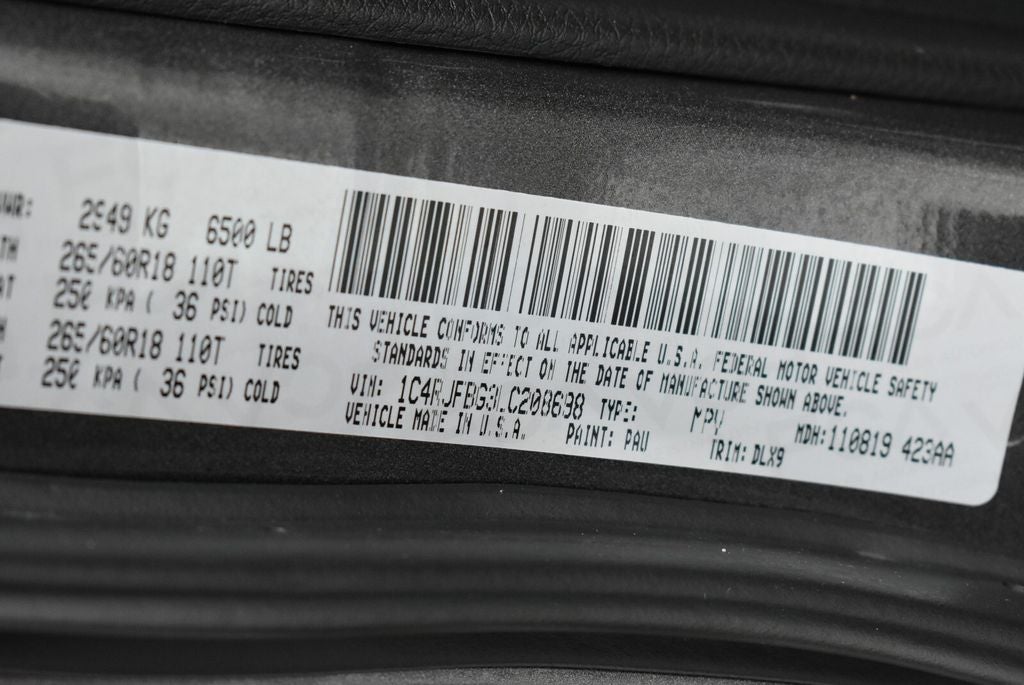 2949 KG 6500 LB
265/60R18 110T TIRES
250 KPA ( 36 PSI) COLD
265/60R18 110T TIRES
250 KPA ( 36 PSI) COLD
THIS VEHICLE CONFORMS TO ALL APPLICABLE U.S.A. FEDERAL MOTOR VEHICLE SAFETY
STANDARDS IN EFFECT ON THE DATE OF MANUFACTURE SHOWN ABOVE.
VIN: 1C4RJFBG3LC208698 TYPE: MPV MDH:110819 423AA
VEHICLE MADE IN U.S.A. PAINT: PAU TRIM: DLX9